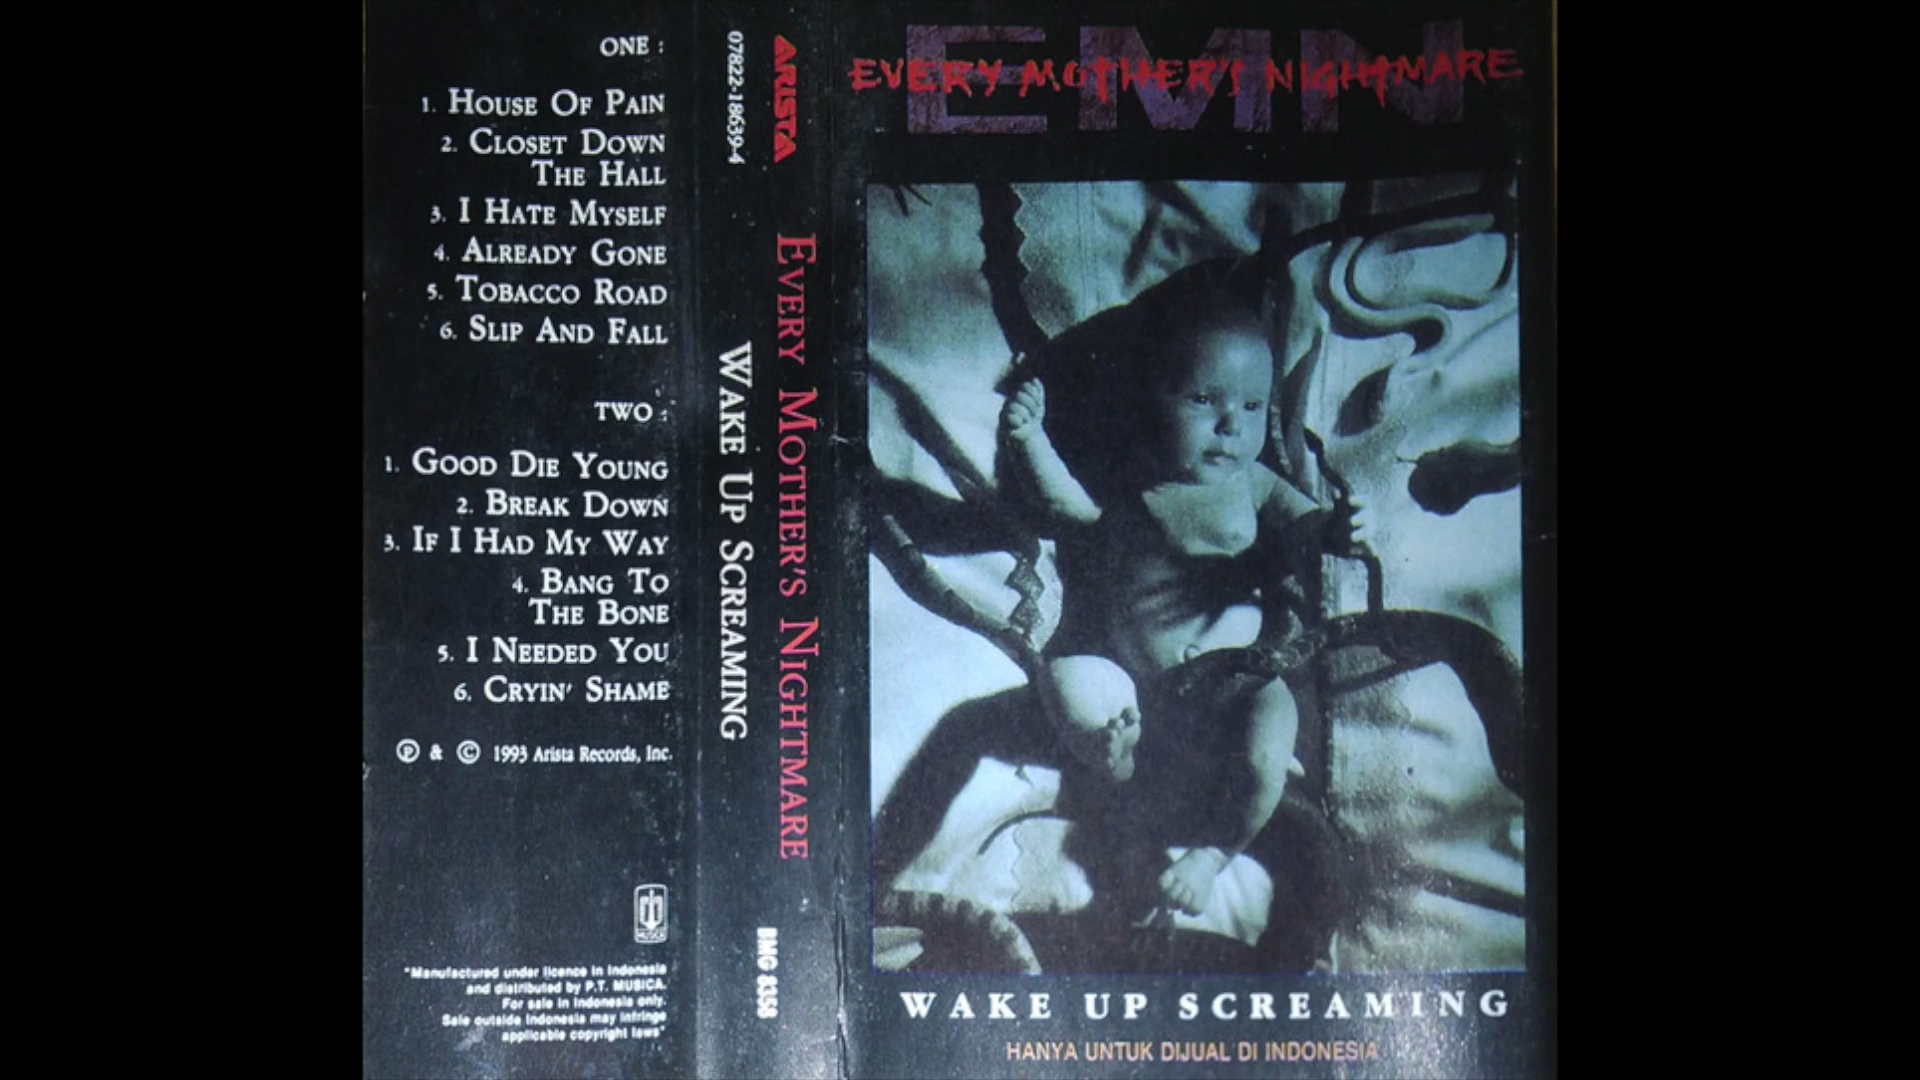 ONE :
1. HOUSE OF PAIN
2. CLOSET DOWN
THE HALL
3. I HATE MYSELF
4. ALREADY GONE
5. TOBACCO ROAD
6. SLIP AND FALL
TWO :
1. GOOD DIE YOUNG
2. BREAK DOWN
3. IF I HAD MY WAY
4. BANG TO
THE BONE
5. I NEEDED YOU
6. CRYIN' SHAME
Ⓟ & © 1993 Arista Records, Inc.
MUSICA
"Manufactured under licence in Indonesia
and distributed by P.T. MUSICA.
For sale in Indonesia only.
Sale outside Indonesia may infringe
applicable copyright laws"
07822-18639-4
ARISTA
EVERY MOTHER'S NIGHTMARE
WAKE UP SCREAMING
BMG 8358
EMN
EVERY MOTHER'S NIGHTMARE
WAKE UP SCREAMING
HANYA UNTUK DIJUAL DI INDONESIA